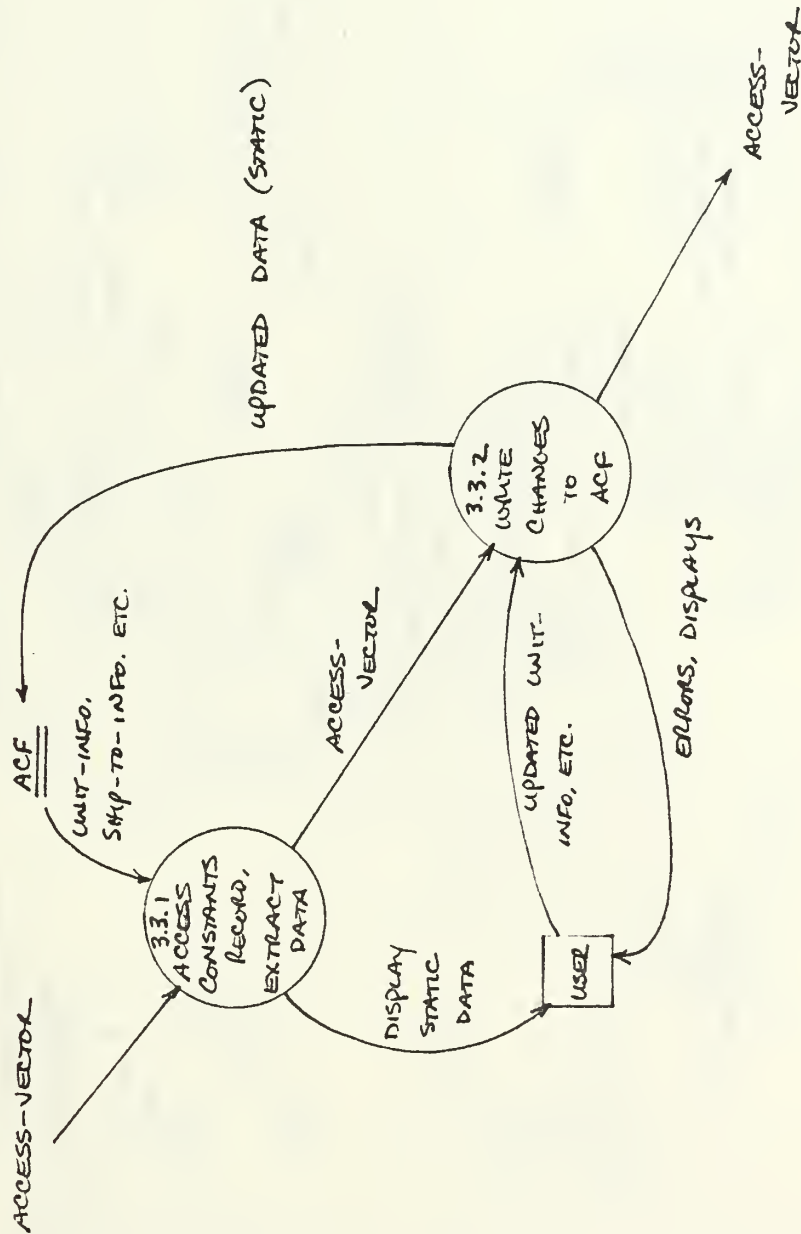 ACCESS-VECTOR
3.3.1
ACCESS
CONSTANTS
RECORD,
EXTRACT
DATA
ACF
UNIT-INFO,
SHIP-TO-INFO. ETC.
UPDATED DATA (STATIC)
ACCESS-
VECTOR
DISPLAY
STATIC
DATA
USER
UPDATED UNIT-
INFO, ETC.
3.3.2
WRITE
CHANGES
TO
ACF
ERRORS, DISPLAYS
ACCESS-
VECTOR